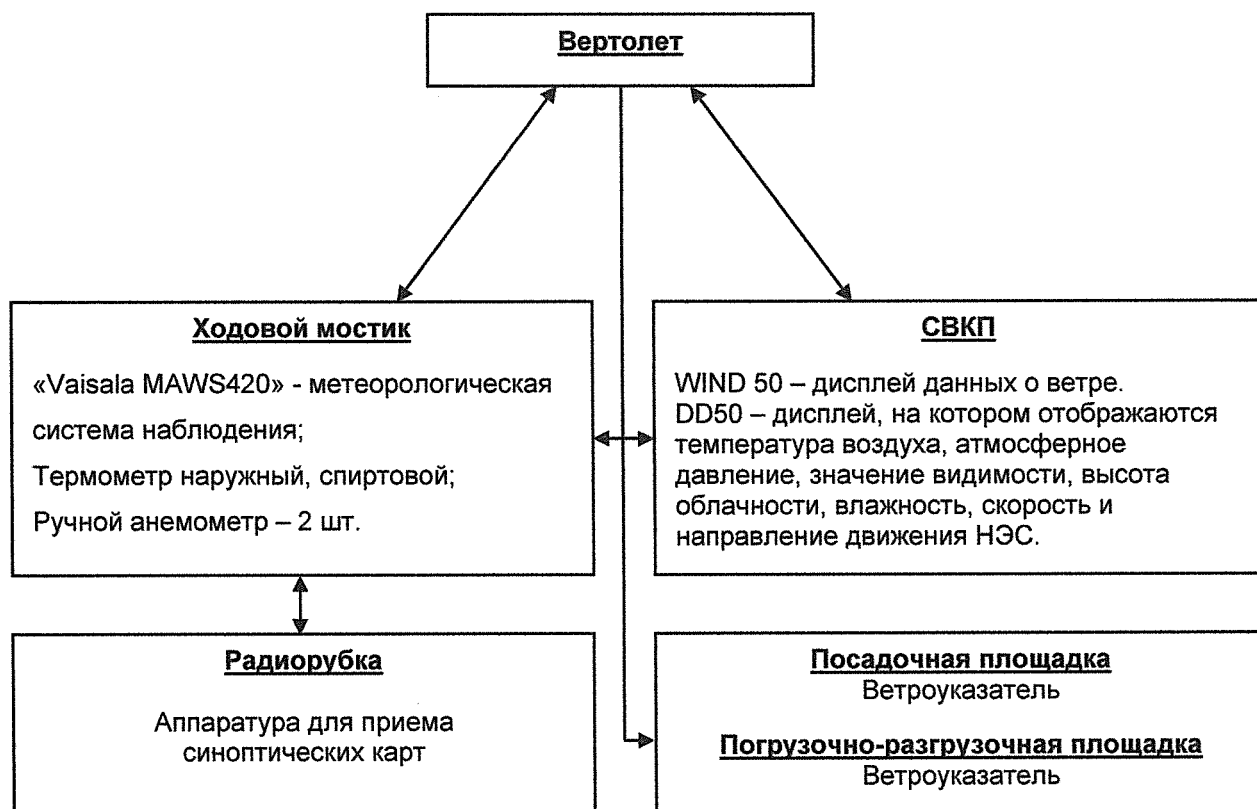 Вертолет
Ходовой мостик
«Vaisala MAWS420» - метеорологическая
система наблюдения;
Термометр наружный, спиртовой;
Ручной анемометр – 2 шт.
СВКП
WIND 50 – дисплей данных о ветре.
DD50 – дисплей, на котором отображаются
температура воздуха, атмосферное
давление, значение видимости, высота
облачности, влажность, скорость и
направление движения НЭС.
Радиорубка
Аппаратура для приема
синоптических карт
Посадочная площадка
Ветроуказатель
Погрузочно-разгрузочная площадка
Ветроуказатель